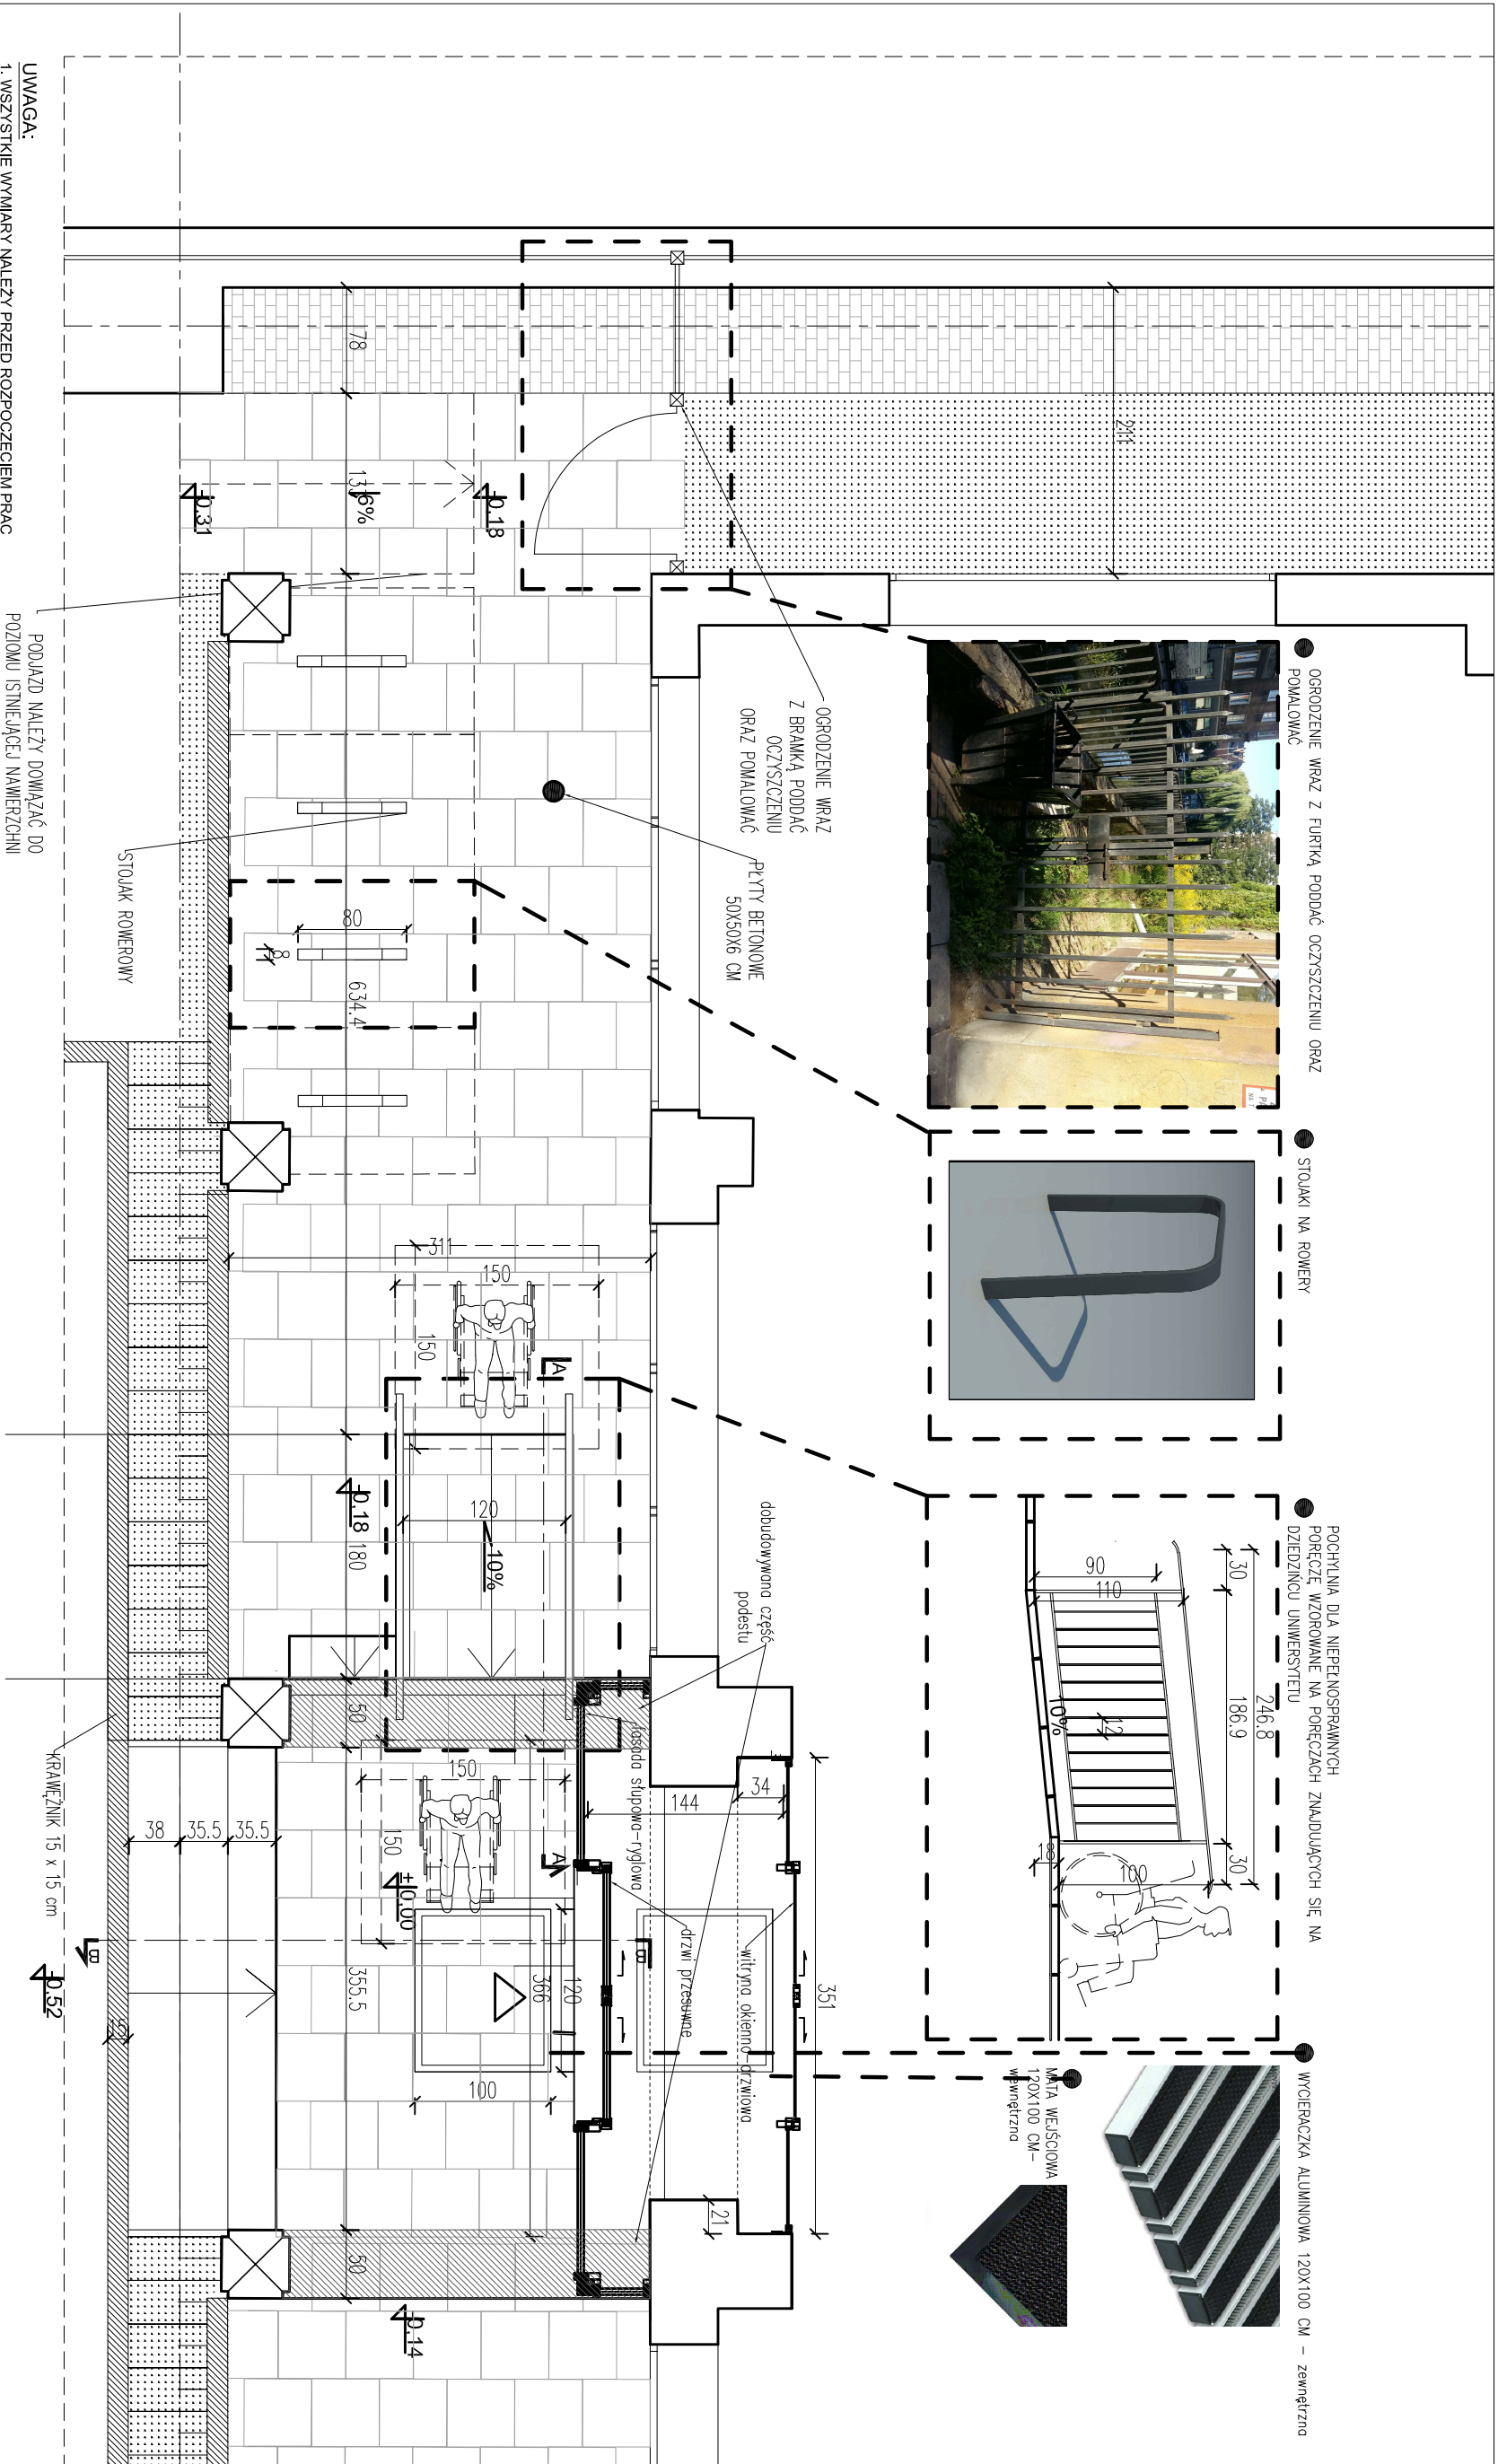 OGRODZENIE WRAZ Z FURTKĄ PODDAĆ OCZYSZCZENIU ORAZ
POMALOWAĆ
STOJAKI NA ROWERY
POCHYLNIA DLA NIEPEŁNOSPRAWNYCH
PORĘCZE WZOROWANE NA PORĘCZACH ZNAJDUJĄCYCH SIĘ NA
DZIEDZIŃCU UNIWERSYTETU
WYCIERACZKA ALUMINIOWA 120X100 CM - zewnętrzna
246.8
30
186.9
30
90
110
12
10%
18
100
MATA WEJŚCIOWA
120X100 CM-
wewnętrzna
211
OGRODZENIE WRAZ
Z BRAMKĄ PODDAĆ
OCZYSZCZENIU
ORAZ POMALOWAĆ
PŁYTY BETONOWE
50X50X6 CM
dobudowywana część
podestu
351
34
144
21
fasada słupowa-ryglowa
drzwi przesuwne
witryna okienno-drzwiowa
-0.18
6%
78
-0.31
80
8
634.4
311
150
150
A
120
10%
-0.18
180
50
150
150
A
±0.00
366
120
100
355.5
50
-0.14
B
B
38
35.5
35.5
15
-0.52
STOJAK ROWEROWY
KRAWĘŻNIK 15 x 15 cm
PODJAZD NALEŻY DOWIĄZAĆ DO
POZIOMU ISTNIEJĄCEJ NAWIERZCHNI
UWAGA:
1. WSZYSTKIE WYMIARY NALEŻY PRZED ROZPOCZĘCIEM PRAC